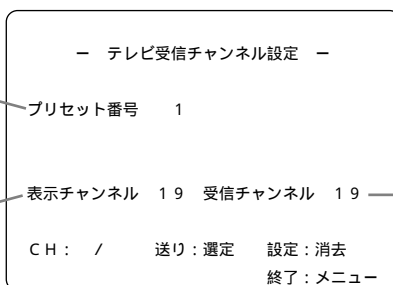 − テレビ受信チャンネル設定 −
プリセット番号 1
表示チャンネル 19 受信チャンネル 19
CH: / 送り:選定 設定:消去
終了:メニュー